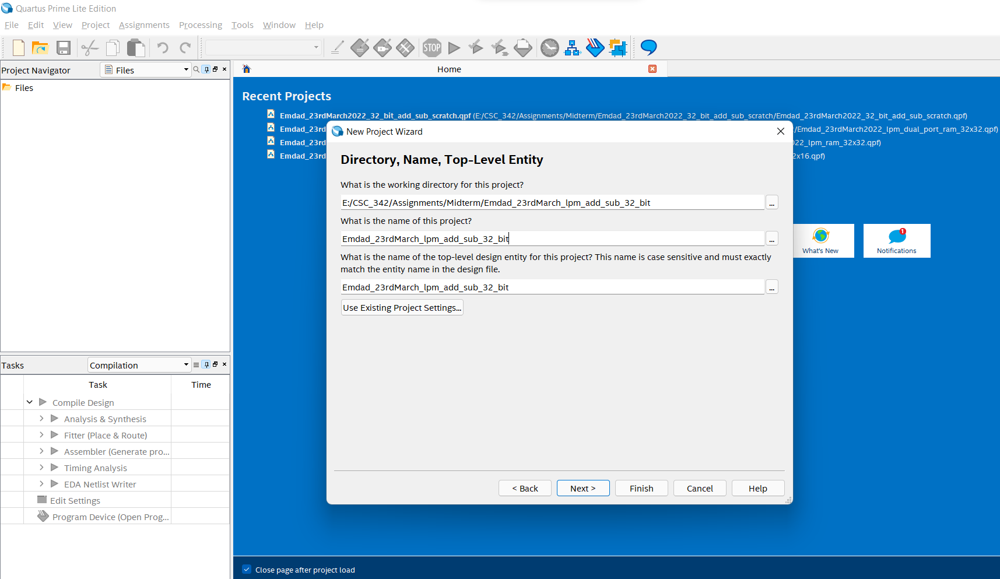 Quartus Prime Lite Edition
File Edit View Project Assignments Processing Tools Window Help
STOP
Project Navigator Files
Files
Home
Recent Projects
Emdad_23rdMarch2022_32_bit_add_sub_scratch.qpf (E:/CSC_342/Assignments/Midterm/Emdad_23rdMarch2022_32_bit_add_sub_scratch/Emdad_23rdMarch2022_32_bit_add_sub_scratch.qpf)
Emdad_23rd /Emdad_23rdMarch2022_lpm_dual_port_ram_32x32.qpf)
Emdad_23rd 22_lpm_ram_32x32.qpf)
Emdad_23rd 2x16.qpf)
New Project Wizard
Directory, Name, Top-Level Entity
What is the working directory for this project?
E:/CSC_342/Assignments/Midterm/Emdad_23rdMarch_lpm_add_sub_32_bit
...
What is the name of this project?
Emdad_23rdMarch_lpm_add_sub_32_bit
...
What is the name of the top-level design entity for this project? This name is case sensitive and must exactly
match the entity name in the design file.
Emdad_23rdMarch_lpm_add_sub_32_bit
...
Use Existing Project Settings...
< Back Next > Finish Cancel Help
What's New
1
Notifications
Tasks Compilation
Task Time
Compile Design
Analysis & Synthesis
Fitter (Place & Route)
Assembler (Generate pro...
Timing Analysis
EDA Netlist Writer
Edit Settings
Program Device (Open Prog...
Close page after project load